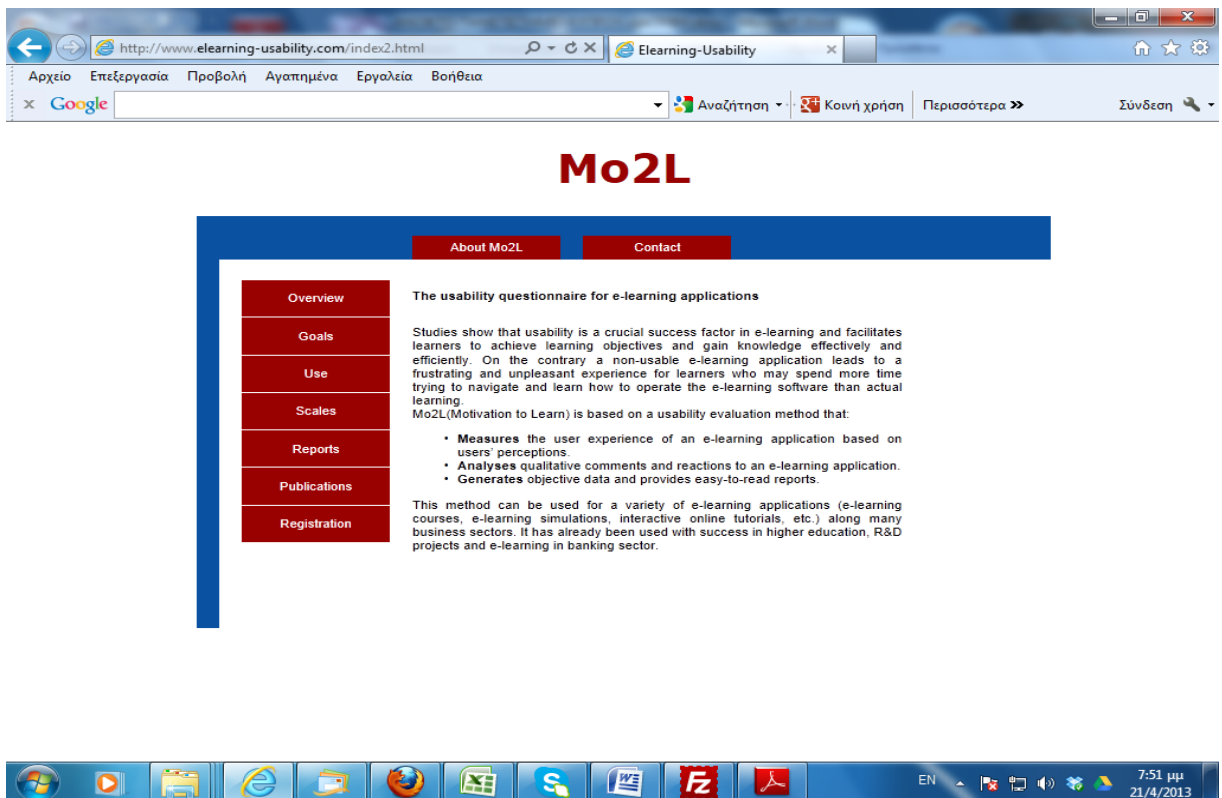 http://www.elearning-usability.com/index2.html
Elearning-Usability
Αρχείο Επεξεργασία Προβολή Αγαπημένα Εργαλεία Βοήθεια
x Google Αναζήτηση Κοινή χρήση Περισσότερα » Σύνδεση
Mo2L
About Mo2L Contact
Overview
Goals
Use
Scales
Reports
Publications
Registration
The usability questionnaire for e-learning applications
Studies show that usability is a crucial success factor in e-learning and facilitates
learners to achieve learning objectives and gain knowledge effectively and
efficiently. On the contrary a non-usable e-learning application leads to a
frustrating and unpleasant experience for learners who may spend more time
trying to navigate and learn how to operate the e-learning software than actual
learning.
Mo2L(Motivation to Learn) is based on a usability evaluation method that:
• Measures the user experience of an e-learning application based on
users' perceptions.
• Analyses qualitative comments and reactions to an e-learning application.
• Generates objective data and provides easy-to-read reports.
This method can be used for a variety of e-learning applications (e-learning
courses, e-learning simulations, interactive online tutorials, etc.) along many
business sectors. It has already been used with success in higher education, R&D
projects and e-learning in banking sector.
EN 7:51 μμ
21/4/2013